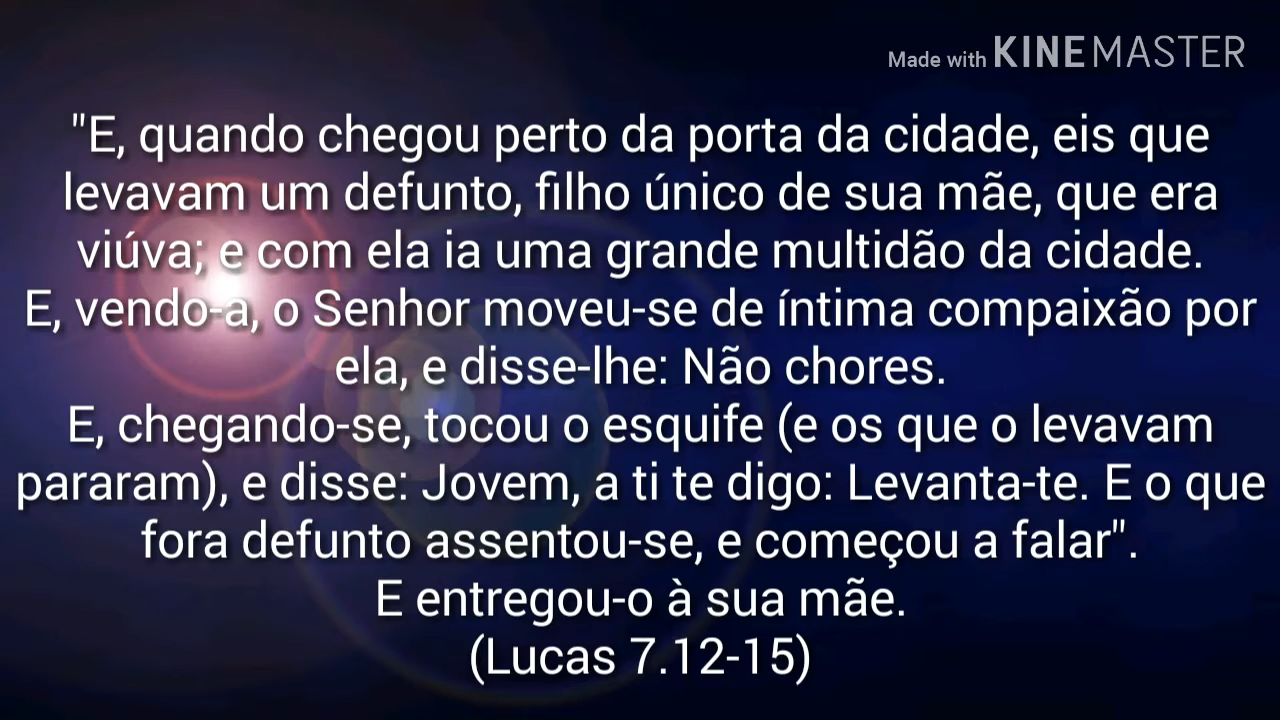 Made with KINEMASTER
"E, quando chegou perto da porta da cidade, eis que
levavam um defunto, filho único de sua mãe, que era
viúva; e com ela ia uma grande multidão da cidade.
E, vendo-a, o Senhor moveu-se de íntima compaixão por
ela, e disse-lhe: Não chores.
E, chegando-se, tocou o esquife (e os que o levavam
pararam), e disse: Jovem, a ti te digo: Levanta-te. E o que
fora defunto assentou-se, e começou a falar".
E entregou-o à sua mãe.
(Lucas 7.12-15)